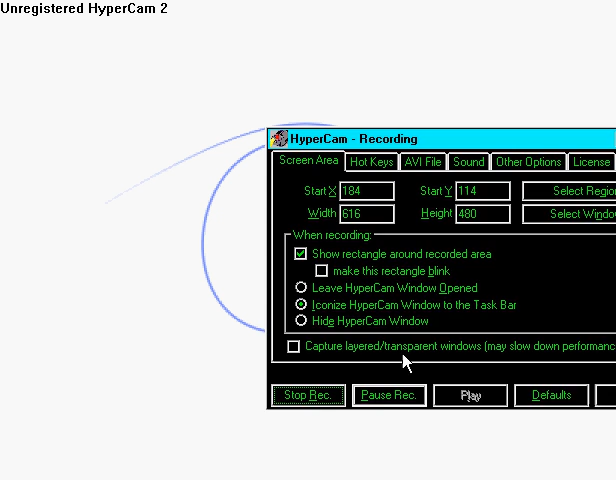 Unregistered HyperCam 2
HyperCam - Recording
Screen Area Hot Keys AVI File Sound Other Options License
Start X 184 Start Y 114 Select Regio
Width 616 Height 480 Select Windo
When recording:
Show rectangle around recorded area
make this rectangle blink
Leave HyperCam Window Opened
Iconize HyperCam Window to the Task Bar
Hide HyperCam Window
Capture layered/transparent windows (may slow down performanc
Stop Rec. Pause Rec. Play Defaults